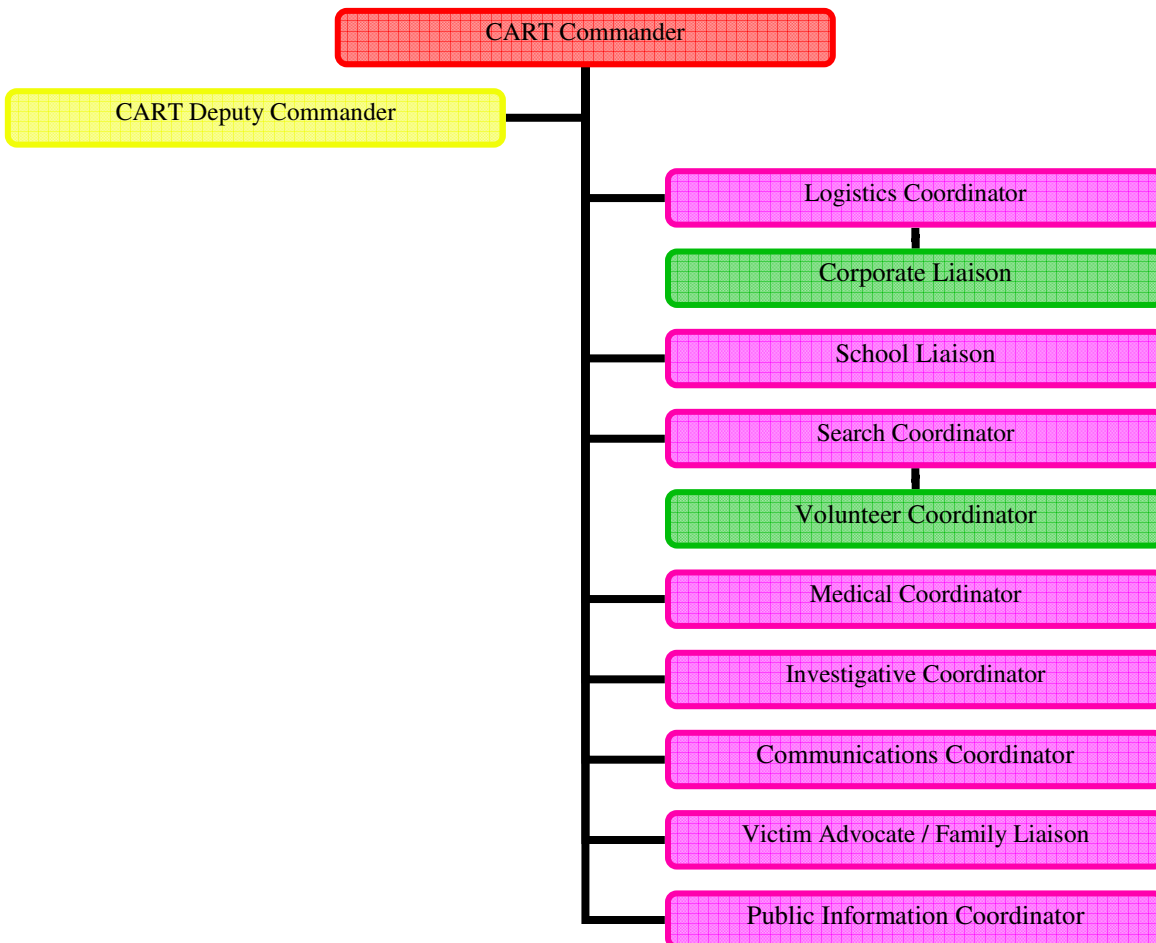 CART Commander
CART Deputy Commander
Logistics Coordinator
Corporate Liaison
School Liaison
Search Coordinator
Volunteer Coordinator
Medical Coordinator
Investigative Coordinator
Communications Coordinator
Victim Advocate / Family Liaison
Public Information Coordinator